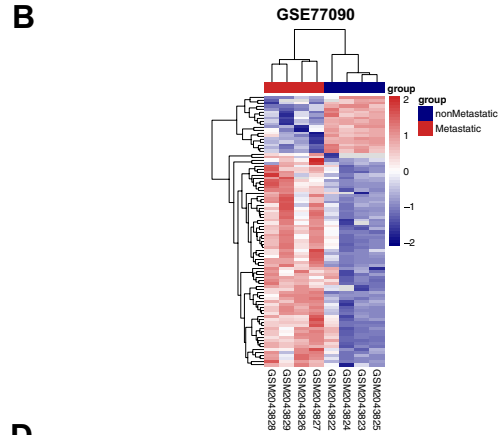 B
GSE77090
group
2
1
0
−1
−2
group
nonMetastatic
Metastatic
GSM2043828
GSM2043829
GSM2043826
GSM2043827
GSM2043822
GSM2043824
GSM2043823
GSM2043825
D